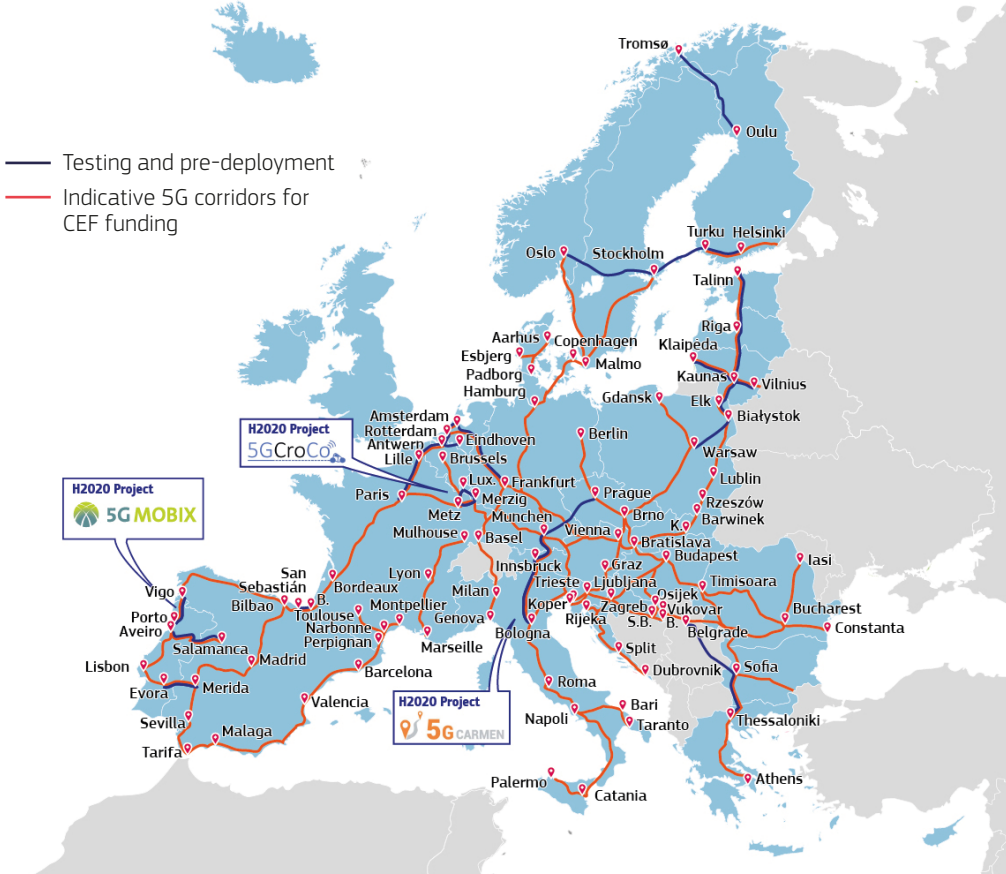 Tromsø
Oulu
Testing and pre-deployment
Indicative 5G corridors for
CEF funding
Turku
Helsinki
Oslo
Stockholm
Talinn
Riga
Aarhus
Copenhagen
Klaipeda
Esbjerg
Malmo
Padborg
Kaunas
Vilnius
Hamburg
Gdansk
Elk
Białystok
Amsterdam
H2020 Project
5GCroCo
Rotterdam
Berlin
Antwern
Eindhoven
Lille
Brussels
Warsaw
Lublin
Lux.
Frankfurt
H2020 Project
5G MOBIX
Paris
Merzig
Prague
Rzeszów
Metz
Munchen
Brno
Barwinek
Mulhouse
Basel
Vienna
K.
Bratislava
Budapest
Iasi
Innsbruck
Graz
San
Sebastián
Lyon
Trieste
Ljubljana
Timisoara
Vigo
Bordeaux
Milan
Osijek
Bilbao
B.
Montpellier
Koper
Zagreb
Vukovar
Bucharest
Porto
Toulouse
Genova
Rijeka
S.B.
B.
Constanta
Aveiro
Narbonne
Bologna
Belgrade
Perpignan
Marseille
Salamanca
Split
Lisbon
Madrid
Barcelona
Dubrovnik
Sofia
Evora
Merida
Roma
Valencia
H2020 Project
5G CARMEN
Bari
Sevilla
Napoli
Taranto
Thessaloniki
Malaga
Tarifa
Palermo
Catania
Athens